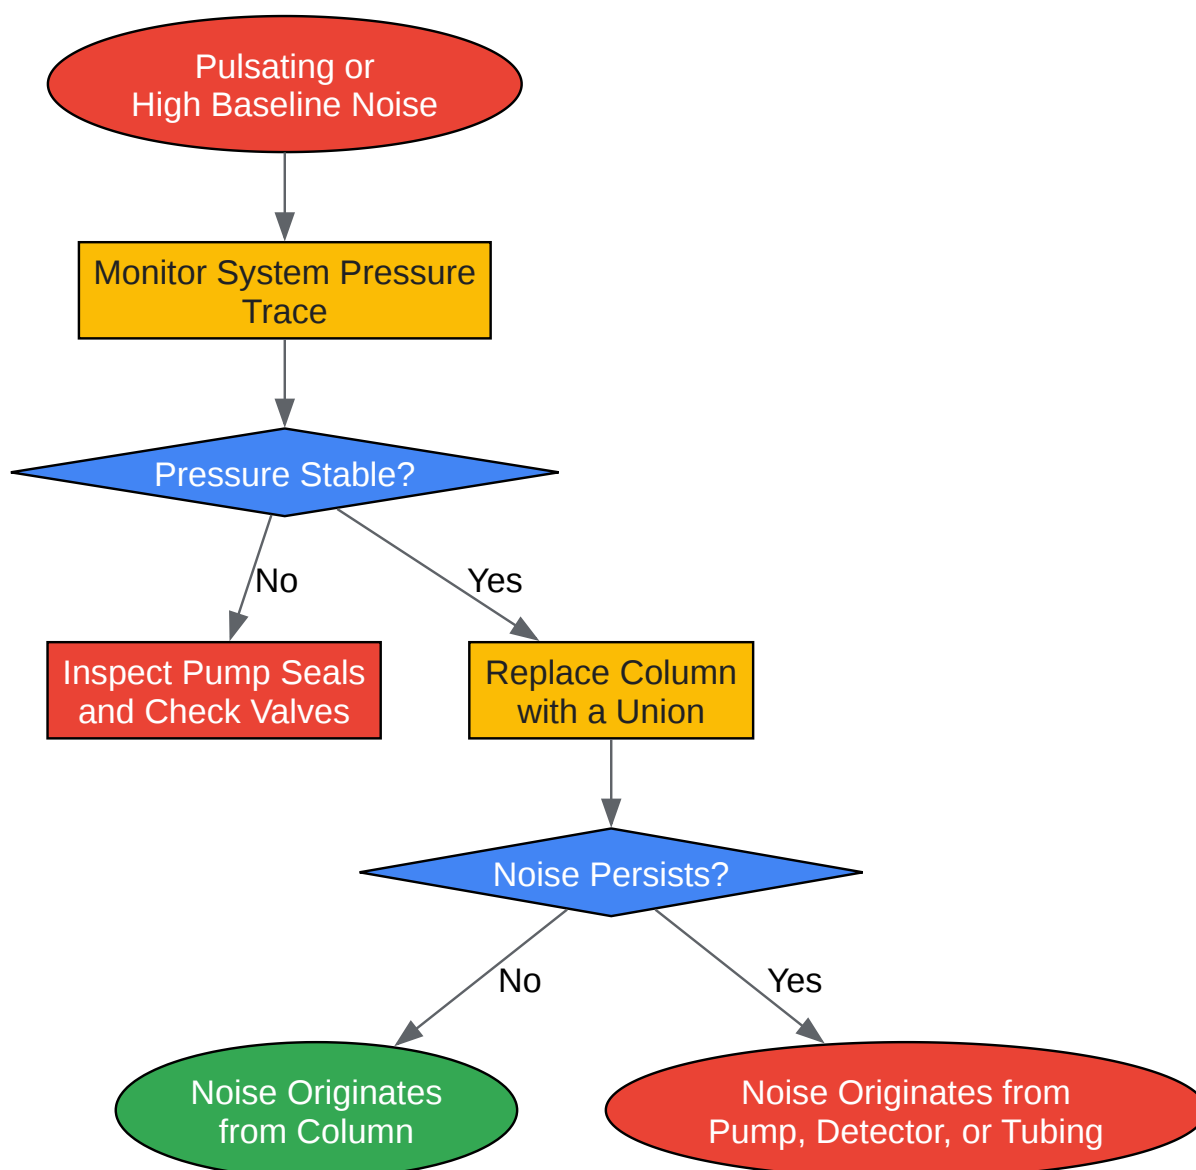 Pulsating or
High Baseline Noise
Monitor System Pressure
Trace
Pressure Stable?
No
Yes
Inspect Pump Seals
and Check Valves
Replace Column
with a Union
Noise Persists?
No
Yes
Noise Originates
from Column
Noise Originates from
Pump, Detector, or Tubing